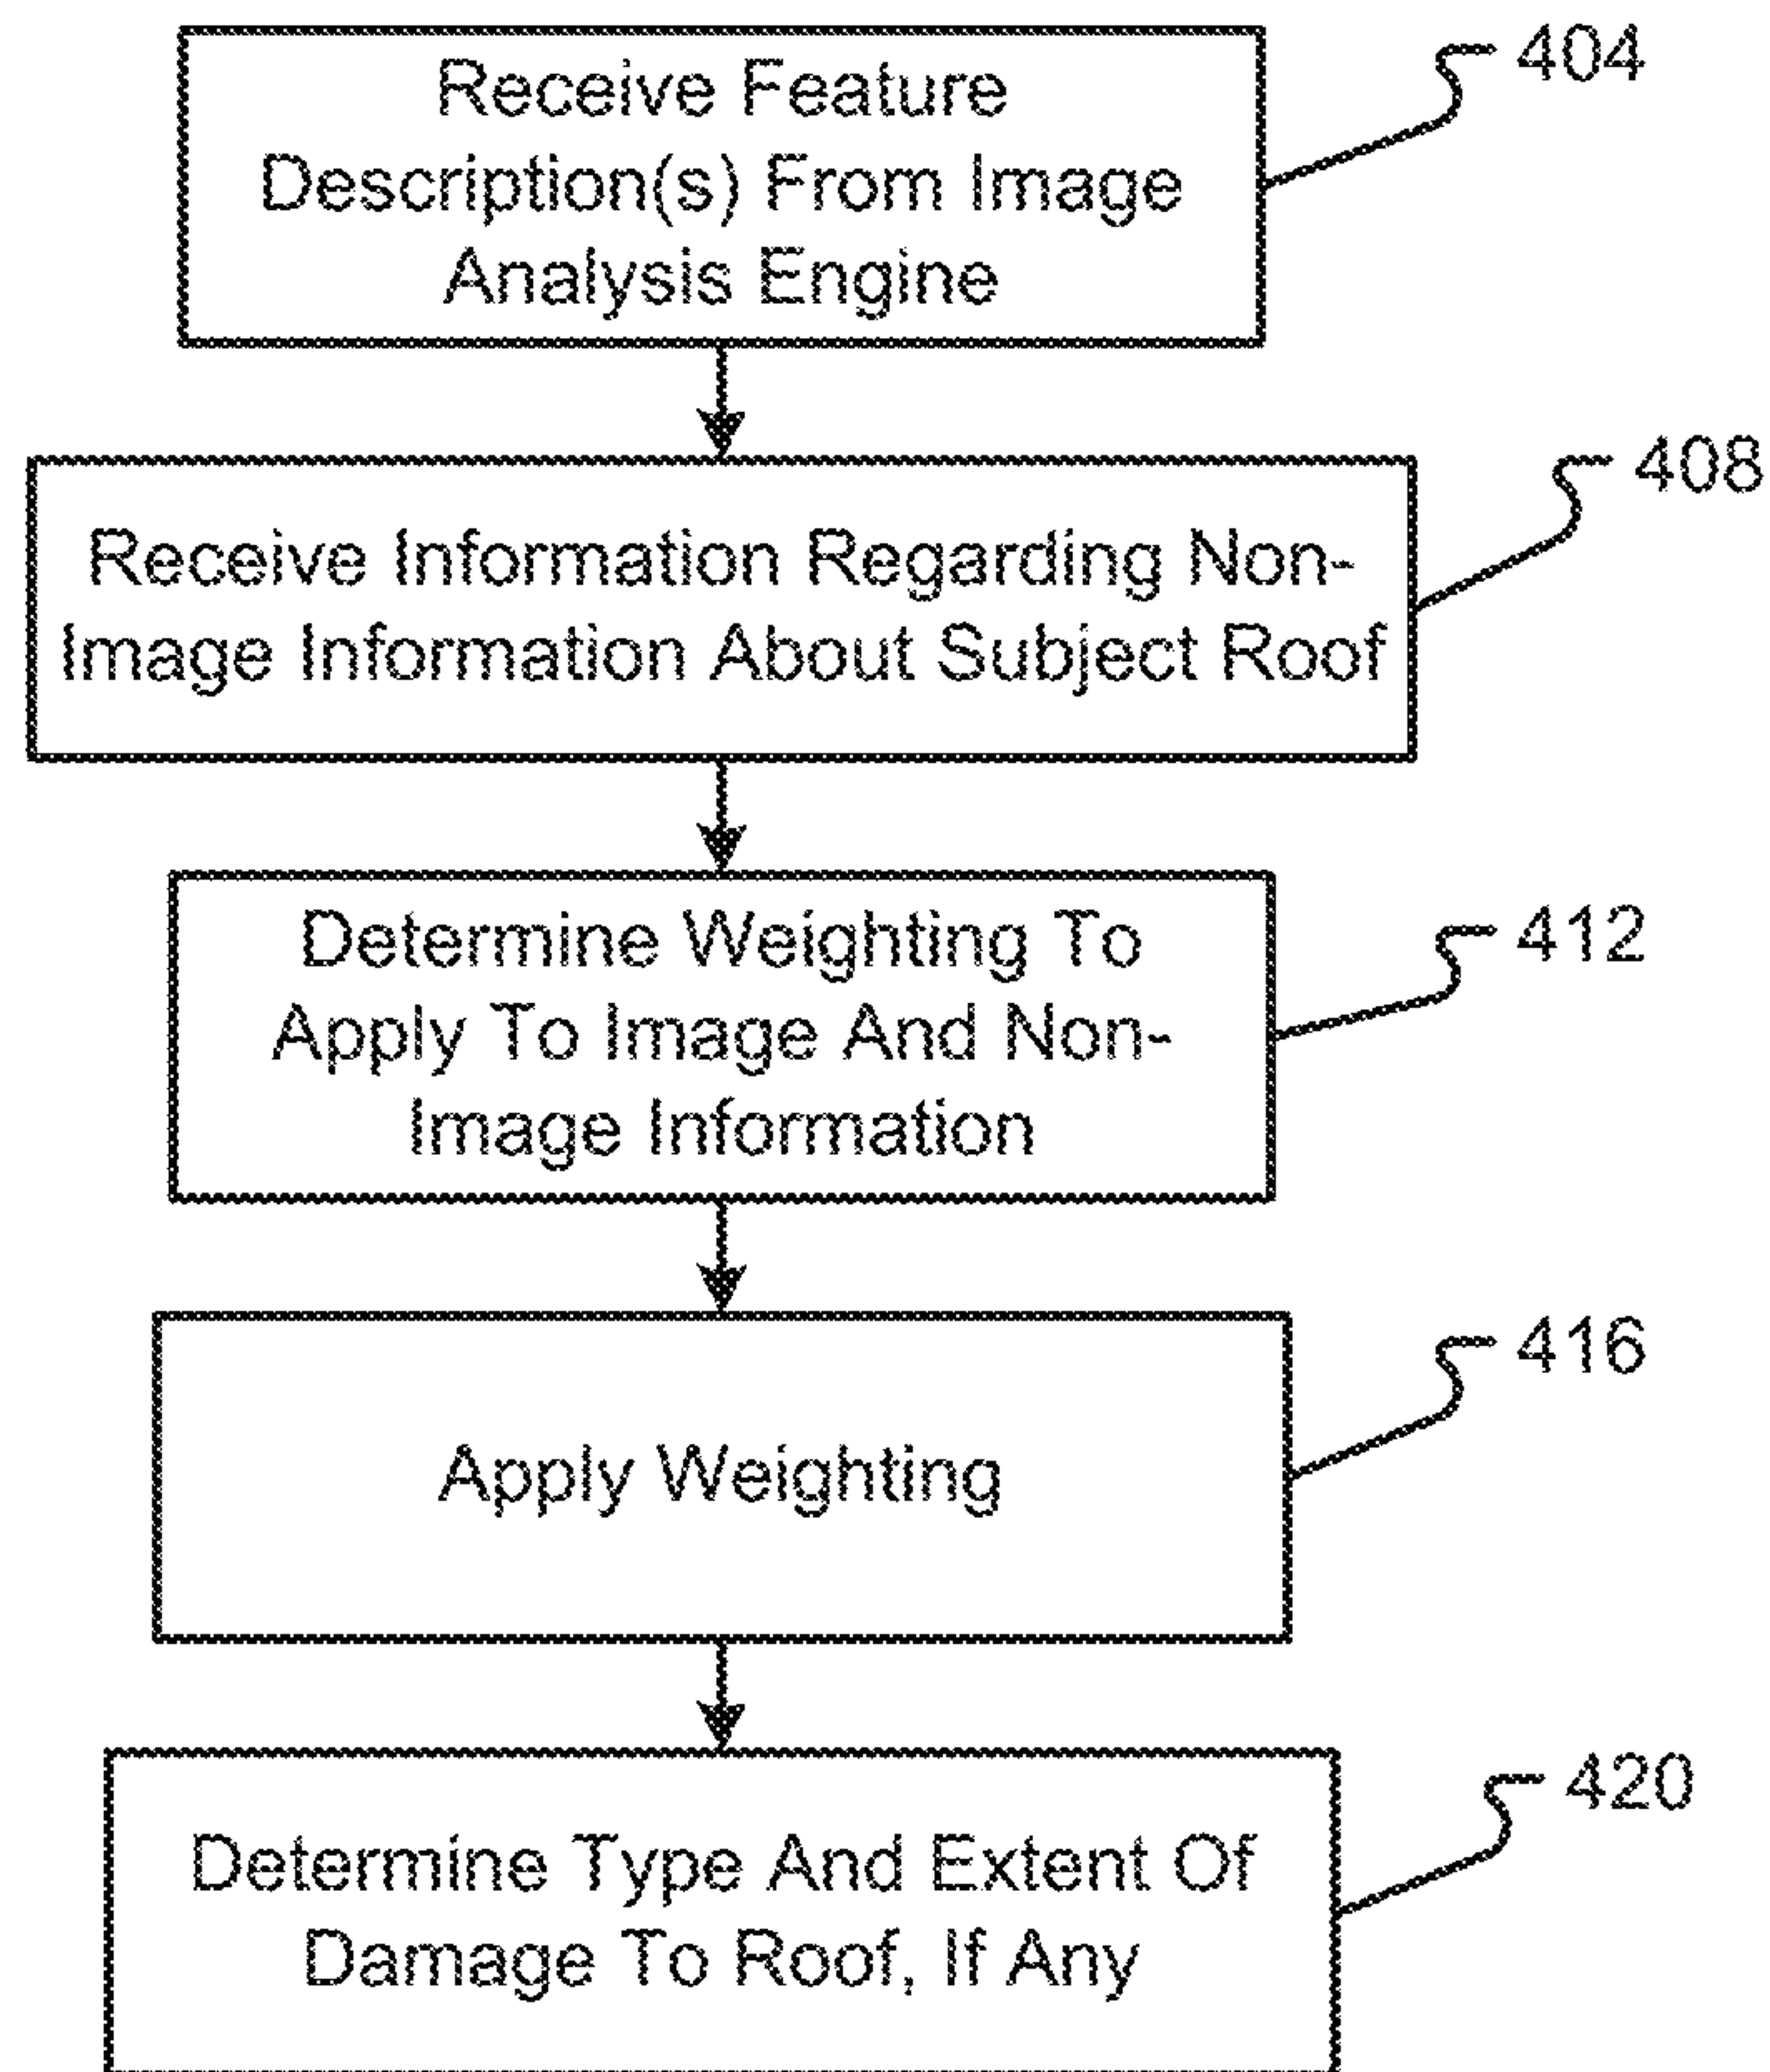 Receive Feature
Description(s) From Image
Analysis Engine
404
Receive Information Regarding Non-
Image Information About Subject Roof
408
Determine Weighting To
Apply To Image And Non-
Image Information
412
Apply Weighting
416
Determine Type And Extent Of
Damage To Roof, If Any
420